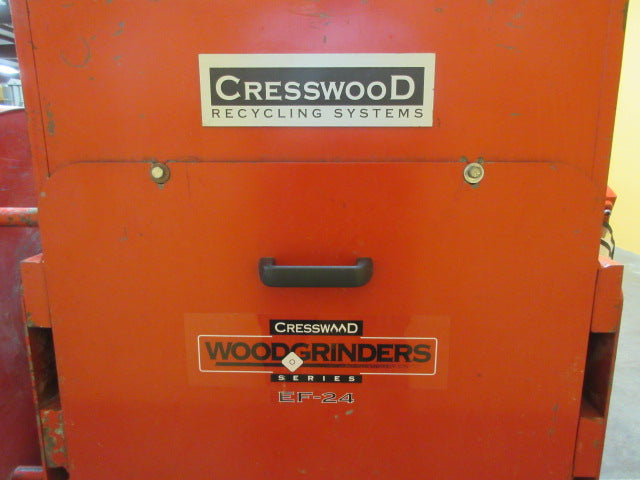 CRESSWOOD
RECYCLING SYSTEMS
CRESSWOOD
WOODGRINDERS
SERIES
EF-24